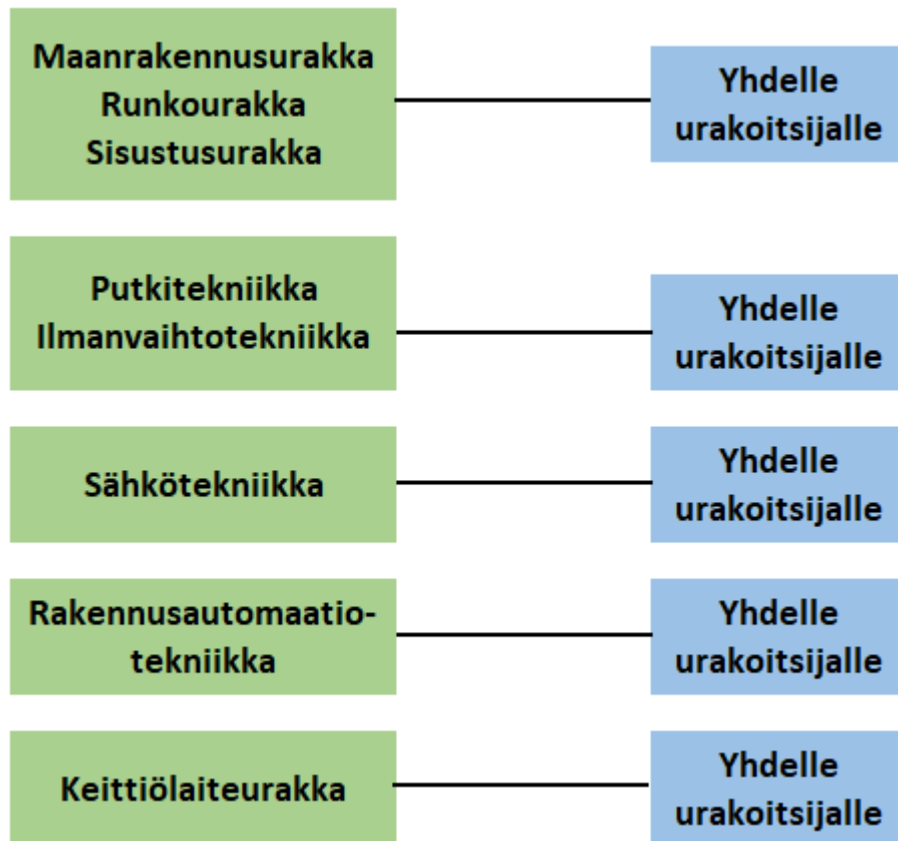 Maanrakennusurakka
Runkourakka
Sisustusurakka
Yhdelle
urakoitsijalle
Putkitekniikka
Ilmanvaihtotekniikka
Yhdelle
urakoitsijalle
Sähkötekniikka
Yhdelle
urakoitsijalle
Rakennusautomaatio-
tekniikka
Yhdelle
urakoitsijalle
Keittiölaiteurakka
Yhdelle
urakoitsijalle